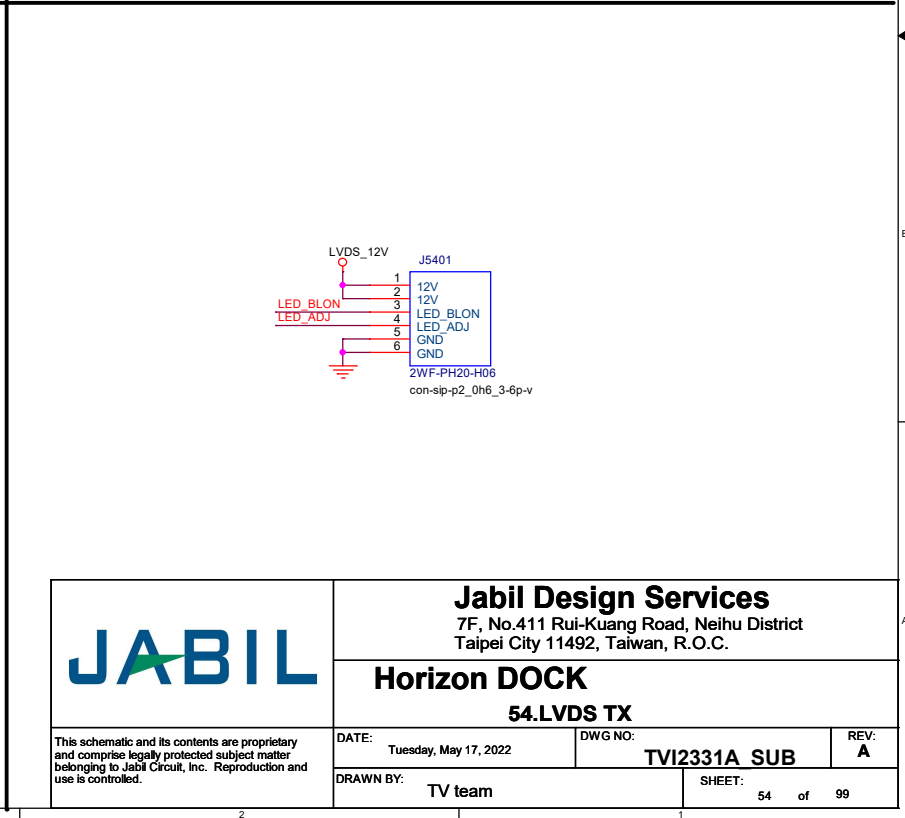 LVDS_12V
J5401
1
12V
2
12V
LED_BLON
3
LED_BLON
LED_ADJ
4
LED_ADJ
5
GND
6
GND
2WF-PH20-H06
con-sip-p2_0h6_3-6p-v
JABIL
Jabil Design Services
7F, No.411 Rui-Kuang Road, Neihu District
Taipei City 11492, Taiwan, R.O.C.
Horizon DOCK
54.LVDS TX
This schematic and its contents are proprietary
and comprise legally protected subject matter
belonging to Jabil Circuit, Inc. Reproduction and
use is controlled.
DATE:
Tuesday, May 17, 2022
DWG NO:
TVI2331A_SUB
REV:
A
DRAWN BY:
TV team
SHEET:
54 of 99
2
1